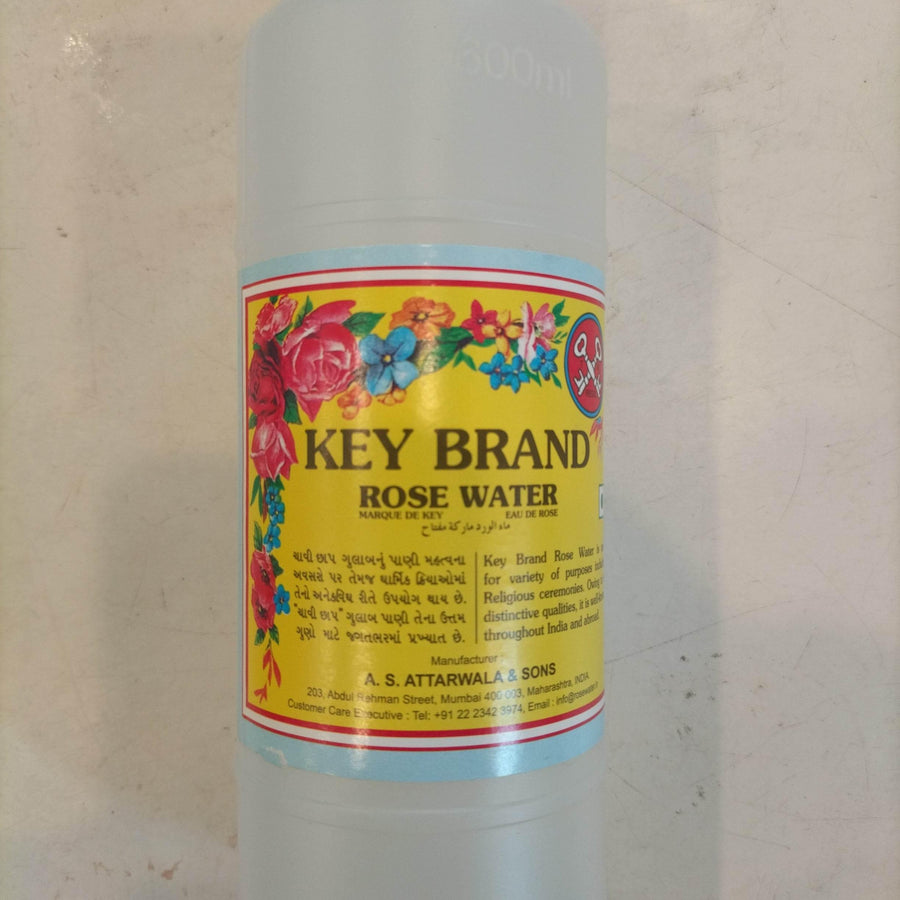 600ml
KEY BRAND
ROSE WATER
MARQUE DE KEY EAU DE ROSE
ماء الورد ماركة مفتاح
ચાવી છાપ ગુલાબનું પાણી મહત્વના
અવસરો પર તેમજ ધાર્મિક ક્રિયાઓમાં
તેનો અનેકવિધ રીતે ઉપયોગ થાય છે.
"ચાવી છાપ" ગુલાબ પાણી તેના ઉત્તમ
ગુણો માટે જગતભરમાં પ્રખ્યાત છે.
Key Brand Rose Water is
for variety of purposes
Religious ceremonies. Owing
distinctive qualities, it is
throughout India and abroad.
Manufacturer :
A. S. ATTARWALA & SONS
203, Abdul Rehman Street, Mumbai 400 003, Maharashtra, INDIA.
Customer Care Executive : Tel: +91 22 2342 3974, Email :